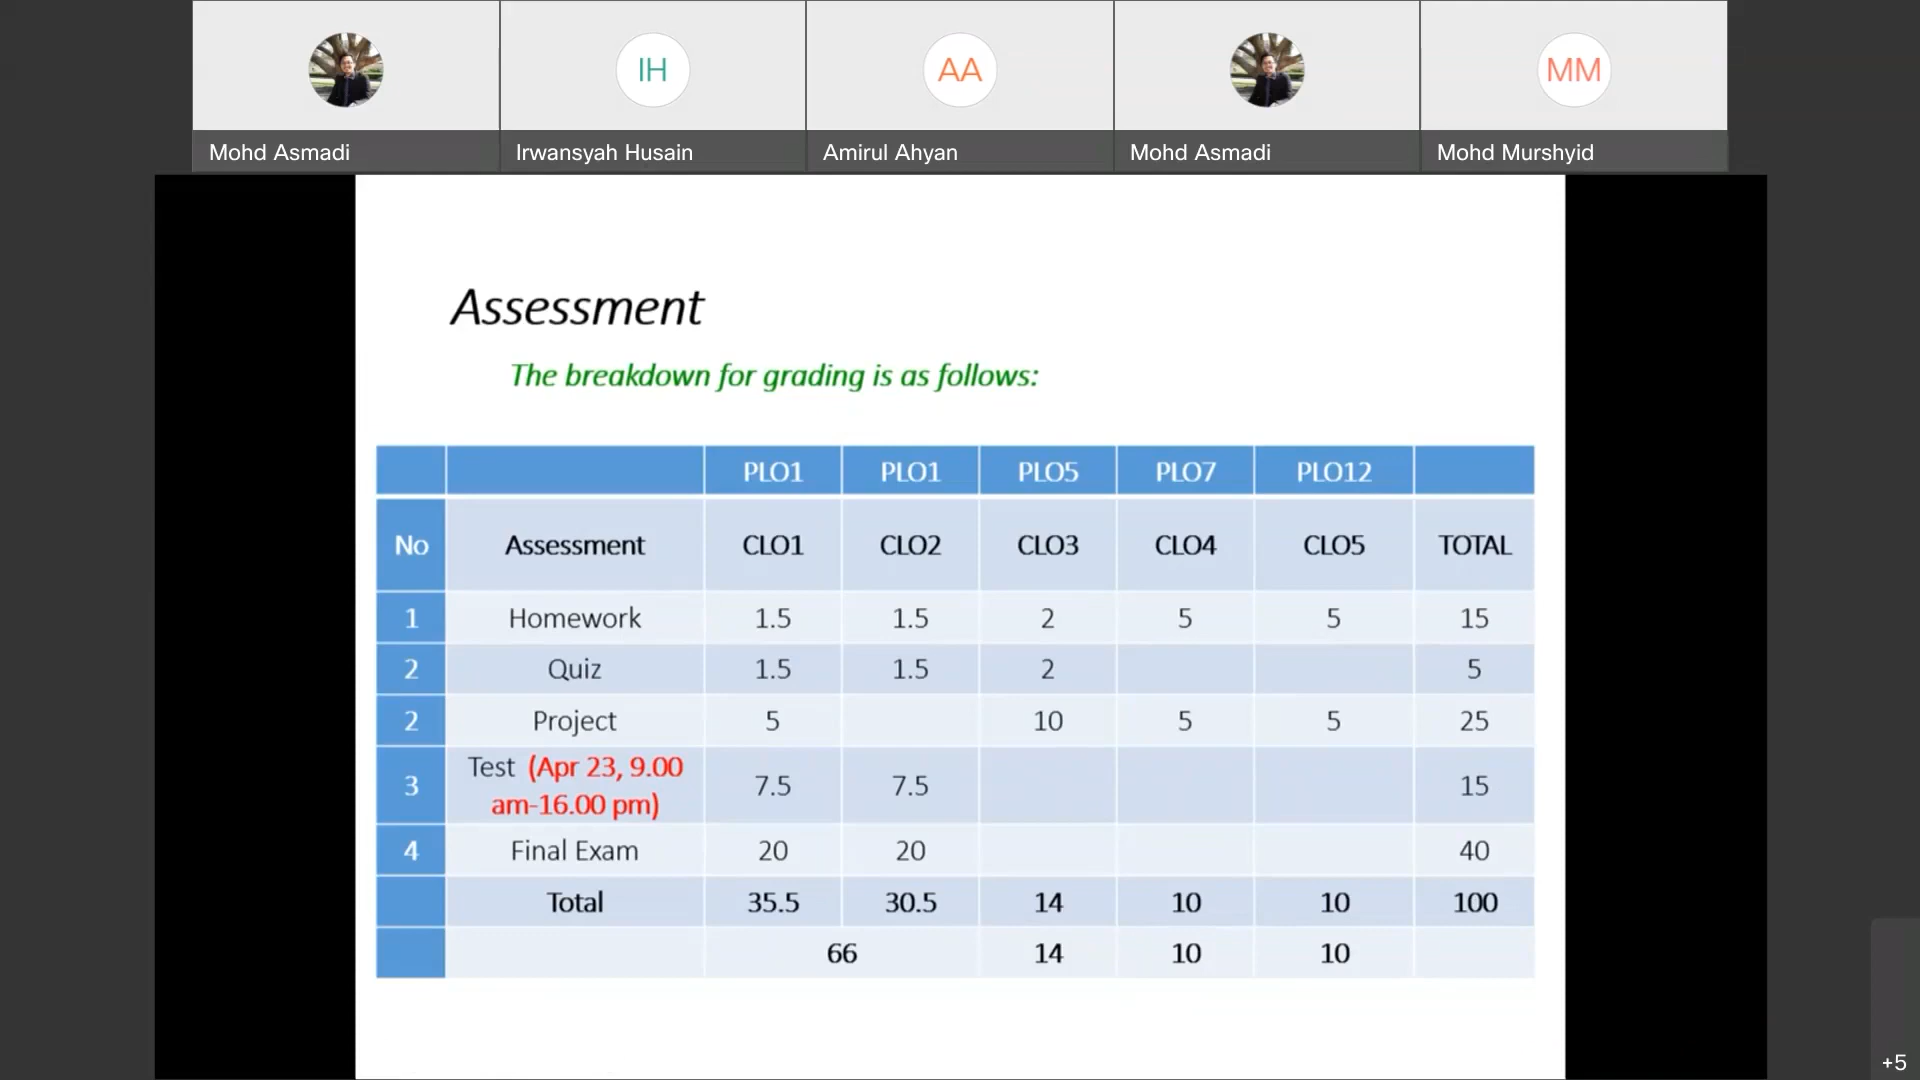 IH
AA
MM
Mohd Asmadi
Irwansyah Husain
Amirul Ahyan
Mohd Asmadi
Mohd Murshyid
Assessment
The breakdown for grading is as follows:
PLO1 PLO1 PLO5 PLO7 PLO12
No Assessment CLO1 CLO2 CLO3 CLO4 CLO5 TOTAL
1 Homework 1.5 1.5 2 5 5 15
2 Quiz 1.5 1.5 2 5
2 Project 5 10 5 5 25
3 Test (Apr 23, 9.00
am-16.00 pm) 7.5 7.5 15
4 Final Exam 20 20 40
Total 35.5 30.5 14 10 10 100
66 14 10 10
+5